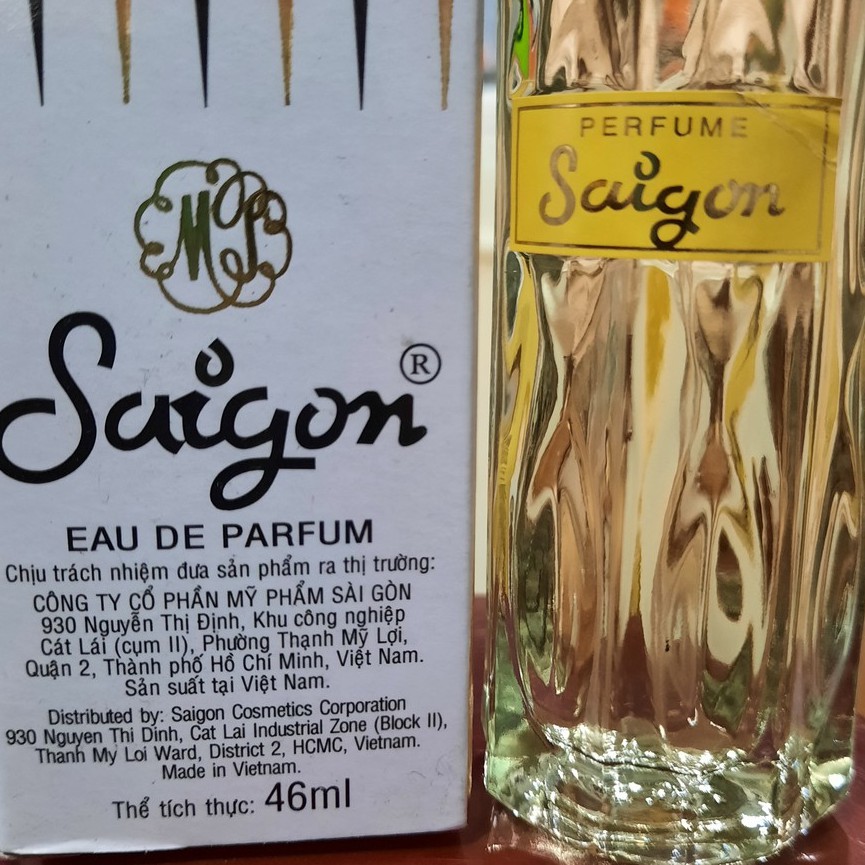 MP
Saigon®
EAU DE PARFUM
Chịu trách nhiệm đưa sản phẩm ra thị trường:
CÔNG TY CỔ PHẦN MỸ PHẨM SÀI GÒN
930 Nguyễn Thị Định, Khu công nghiệp
Cát Lái (cụm II), Phường Thạnh Mỹ Lợi,
Quận 2, Thành phố Hồ Chí Minh, Việt Nam.
Sản suất tại Việt Nam.
Distributed by: Saigon Cosmetics Corporation
930 Nguyen Thi Dinh, Cat Lai Industrial Zone (Block II),
Thanh My Loi Ward, District 2, HCMC, Vietnam.
Made in Vietnam.
Thể tích thực: 46ml
PERFUME
Saigon